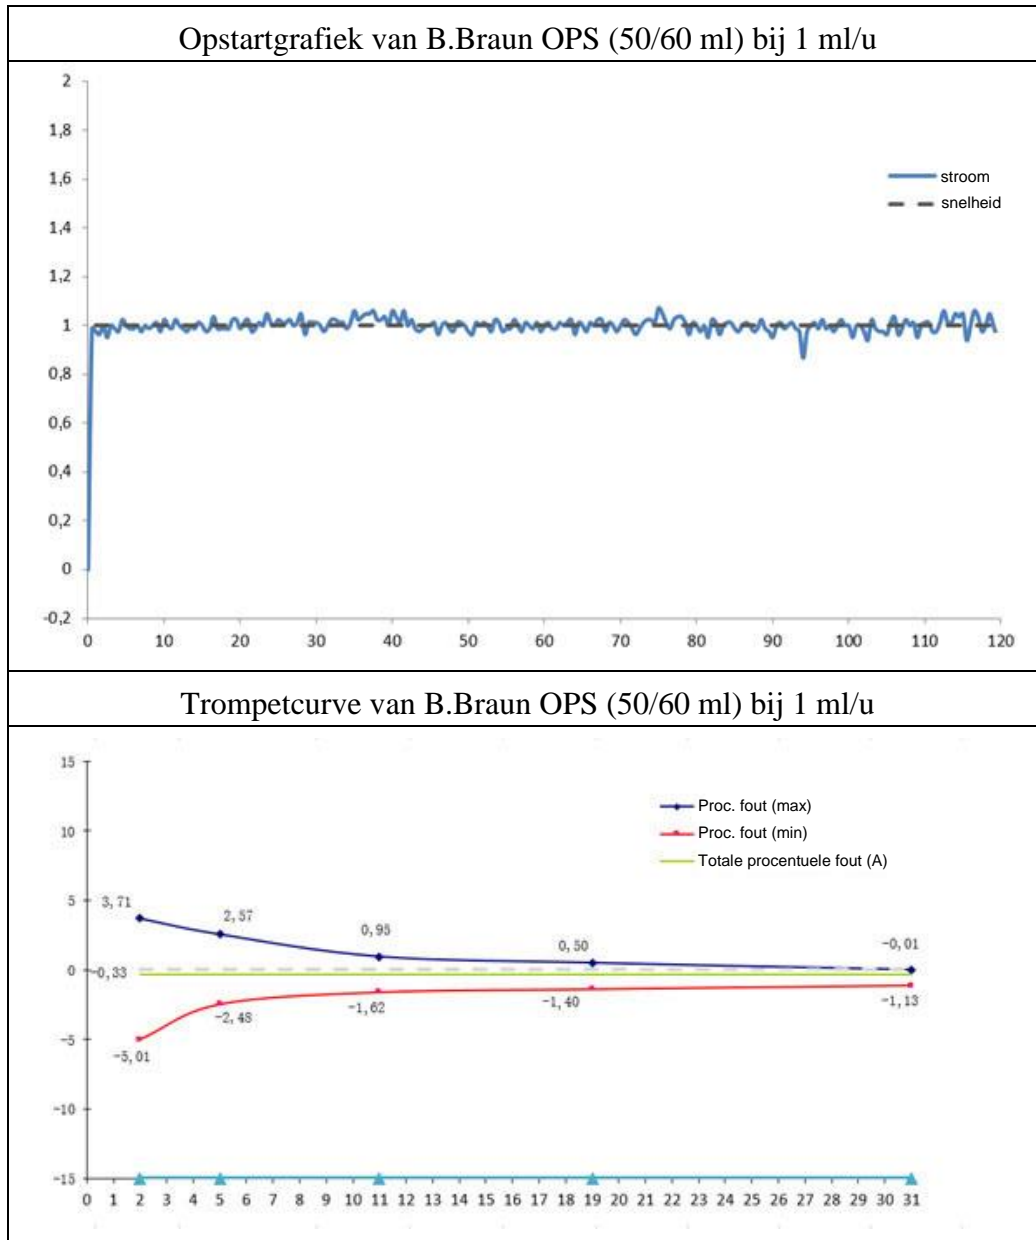 Opstartgrafiek van B.Braun OPS (50/60 ml) bij 1 ml/u
2
1,8
1,6
1,4
1,2
1
0,8
0,6
0,4
0,2
0
-0,2
stroom
snelheid
0 10 20 30 40 50 60 70 80 90 100 110 120
Trompetcurve van B.Braun OPS (50/60 ml) bij 1 ml/u
15
10
5
0
-5
-10
-15
Proc. fout (max)
Proc. fout (min)
Totale procentuele fout (A)
3,71 2,57 0,95 0,50 -0,01
-0,33
-5,01 -2,48 -1,62 -1,40 -1,13
0 1 2 3 4 5 6 7 8 9 10 11 12 13 14 15 16 17 18 19 20 21 22 23 24 25 26 27 28 29 30 31